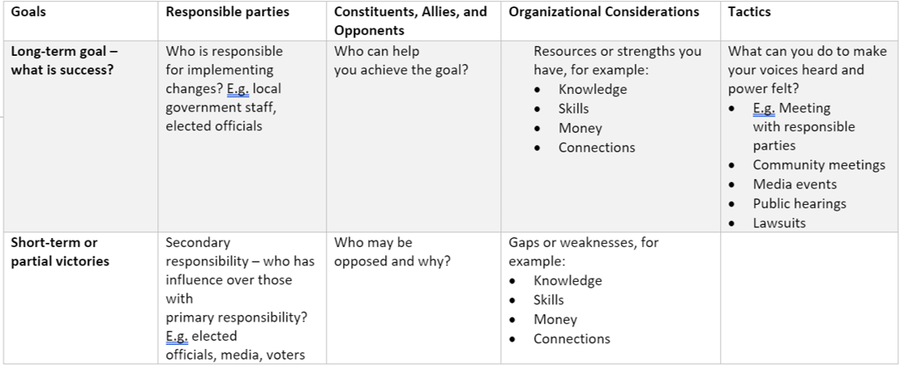 Goals
Responsible parties
Constituents, Allies, and
Opponents
Organizational Considerations
Tactics
Long-term goal –
what is success?
Who is responsible
for implementing
changes? E.g. local
government staff,
elected officials
Who can help
you achieve the goal?
Resources or strengths you
have, for example:
• Knowledge
• Skills
• Money
• Connections
What can you do to make
your voices heard and
power felt?
• E.g. Meeting
with responsible
parties
• Community meetings
• Media events
• Public hearings
• Lawsuits
Short-term or
partial victories
Secondary
responsibility – who has
influence over those
with
primary responsibility?
E.g. elected
officials, media, voters
Who may be
opposed and why?
Gaps or weaknesses, for
example:
• Knowledge
• Skills
• Money
• Connections